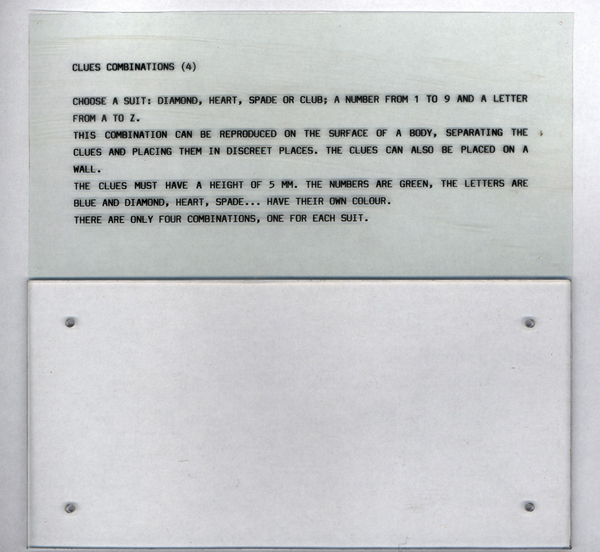 CLUES COMBINATIONS (4)
CHOOSE A SUIT: DIAMOND, HEART, SPADE OR CLUB; A NUMBER FROM 1 TO 9 AND A LETTER
FROM A TO Z.
THIS COMBINATION CAN BE REPRODUCED ON THE SURFACE OF A BODY, SEPARATING THE
CLUES AND PLACING THEM IN DISCREET PLACES. THE CLUES CAN ALSO BE PLACED ON A
WALL.
THE CLUES MUST HAVE A HEIGHT OF 5 MM. THE NUMBERS ARE GREEN, THE LETTERS ARE
BLUE AND DIAMOND, HEART, SPADE... HAVE THEIR OWN COLOUR.
THERE ARE ONLY FOUR COMBINATIONS, ONE FOR EACH SUIT.